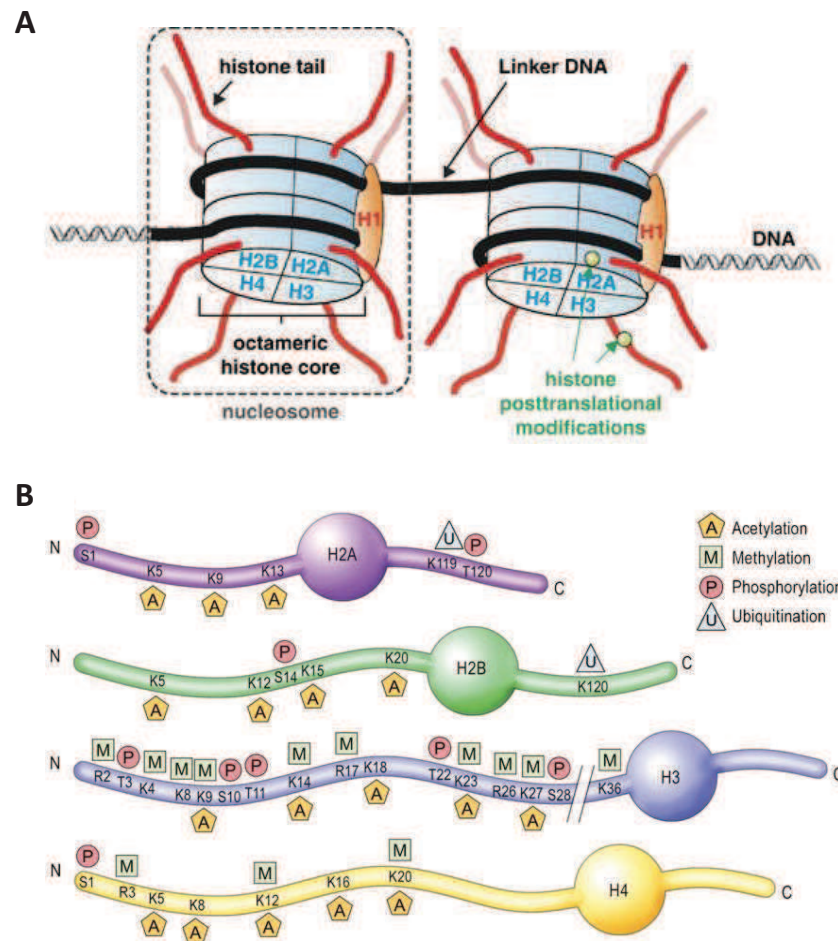 A
histone tail
Linker DNA
H1
H1
DNA
H2B H2A
H4 H3
H2B H2A
H4 H3
octameric
histone core
nucleosome
histone
posttranslational
modifications
B
N
P
S1
K5
K9
K13
A
A
A
H2A
U
P
K119
T120
C
A Acetylation
M Methylation
P Phosphorylation
U Ubiquitination
N
P
K5
K12
S14
K15
K20
A
A
A
A
H2B
U
K120
C
N
M
P
M
M
M
P
P
M
M
P
M
M
M
P
M
R2
T3
K4
K8
K9
S10
T11
K14
R17
K18
T22
K23
R26
K27
S28
K36
A
A
A
A
A
H3
C
N
P
M
M
M
S1
R3
K5
K8
K12
K16
K20
A
A
A
A
A
H4
C